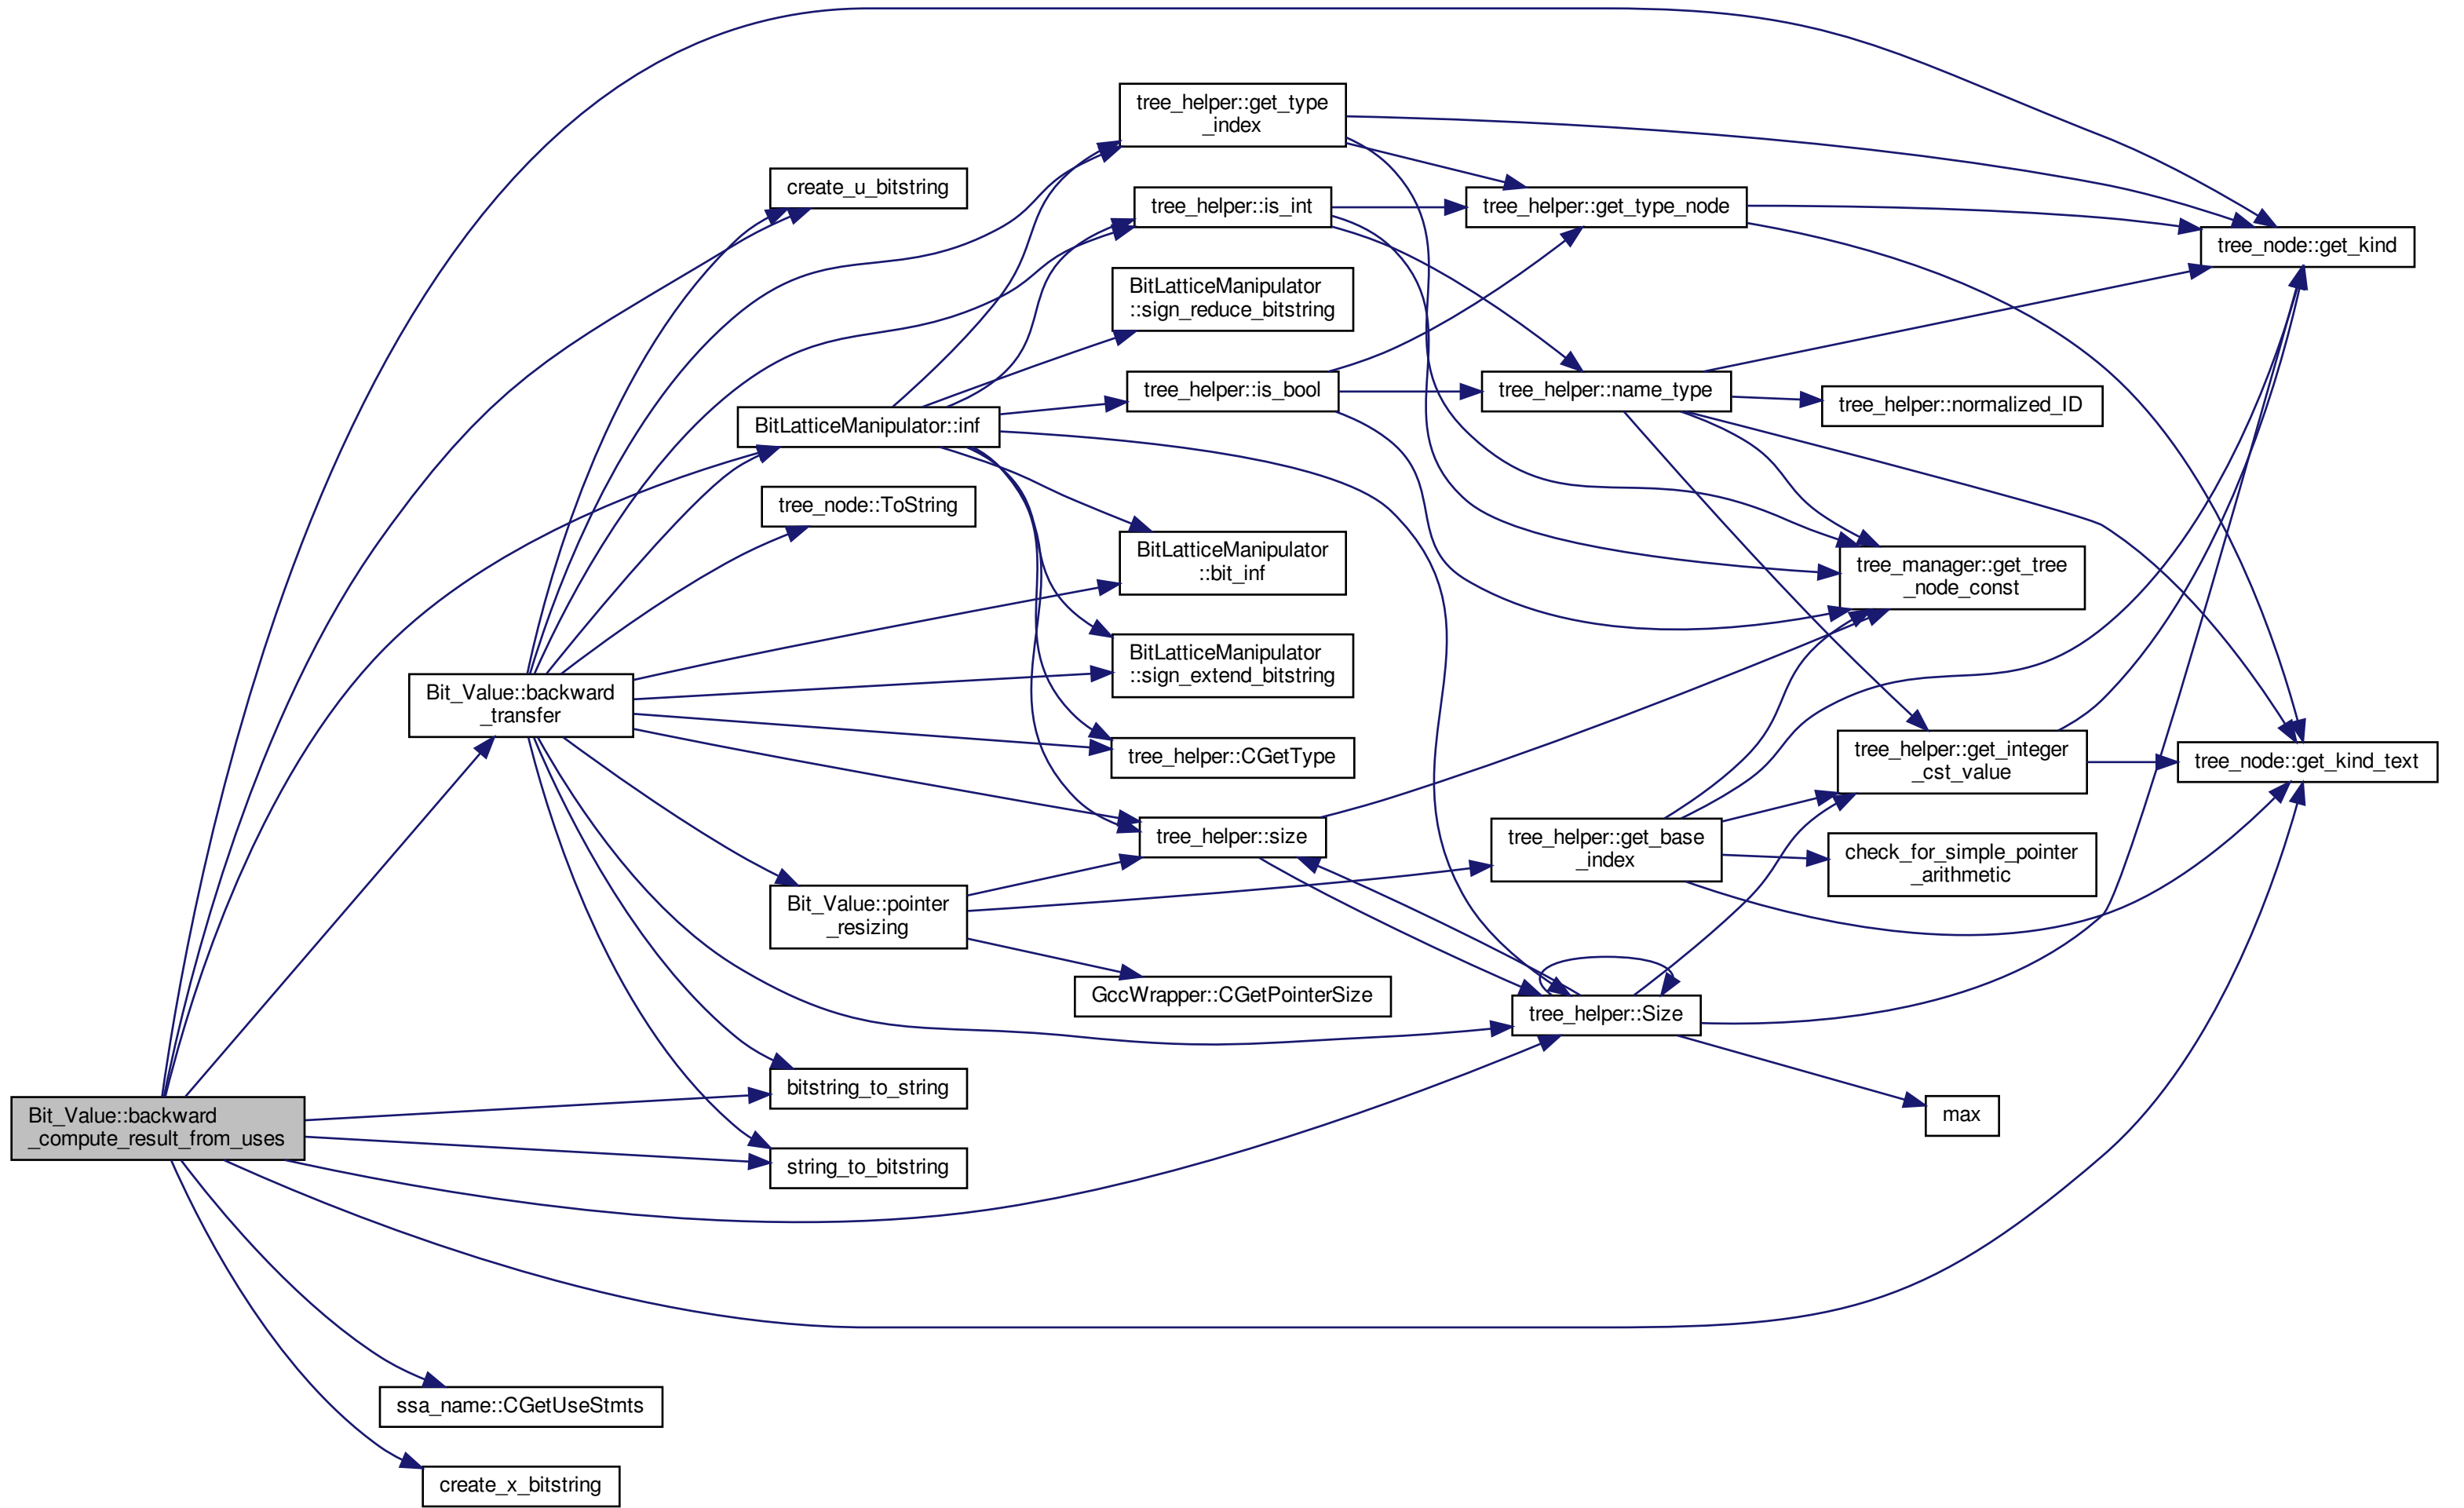 tree_helper::get_type
_index
create_u_bitstring
tree_helper::is_int
tree_helper::get_type_node
tree_node::get_kind
BitLatticeManipulator
::sign_reduce_bitstring
tree_helper::is_bool
tree_helper::name_type
tree_helper::normalized_ID
BitLatticeManipulator::inf
tree_node::ToString
BitLatticeManipulator
::bit_inf
tree_manager::get_tree
_node_const
BitLatticeManipulator
::sign_extend_bitstring
Bit_Value::backward
_transfer
tree_helper::CGetType
tree_helper::get_integer
_cst_value
tree_node::get_kind_text
tree_helper::size
tree_helper::get_base
_index
check_for_simple_pointer
_arithmetic
Bit_Value::pointer
_resizing
GccWrapper::CGetPointerSize
tree_helper::Size
bitstring_to_string
max
Bit_Value::backward
_compute_result_from_uses
string_to_bitstring
ssa_name::CGetUseStmts
create_x_bitstring